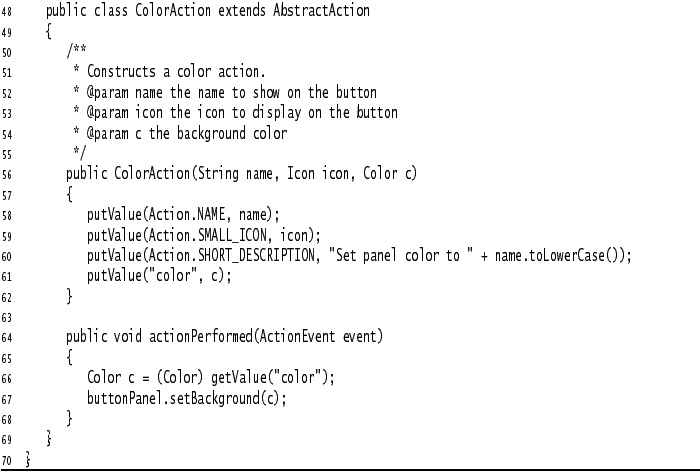 48 public class ColorAction extends AbstractAction
49 {
50 /**
51 * Constructs a color action.
52 * @param name the name to show on the button
53 * @param icon the icon to display on the button
54 * @param c the background color
55 */
56 public ColorAction(String name, Icon icon, Color c)
57 {
58 putValue(Action.NAME, name);
59 putValue(Action.SMALL_ICON, icon);
60 putValue(Action.SHORT_DESCRIPTION, "Set panel color to " + name.toLowerCase());
61 putValue("color", c);
62 }
63
64 public void actionPerformed(ActionEvent event)
65 {
66 Color c = (Color) getValue("color");
67 buttonPanel.setBackground(c);
68 }
69 }
70 }